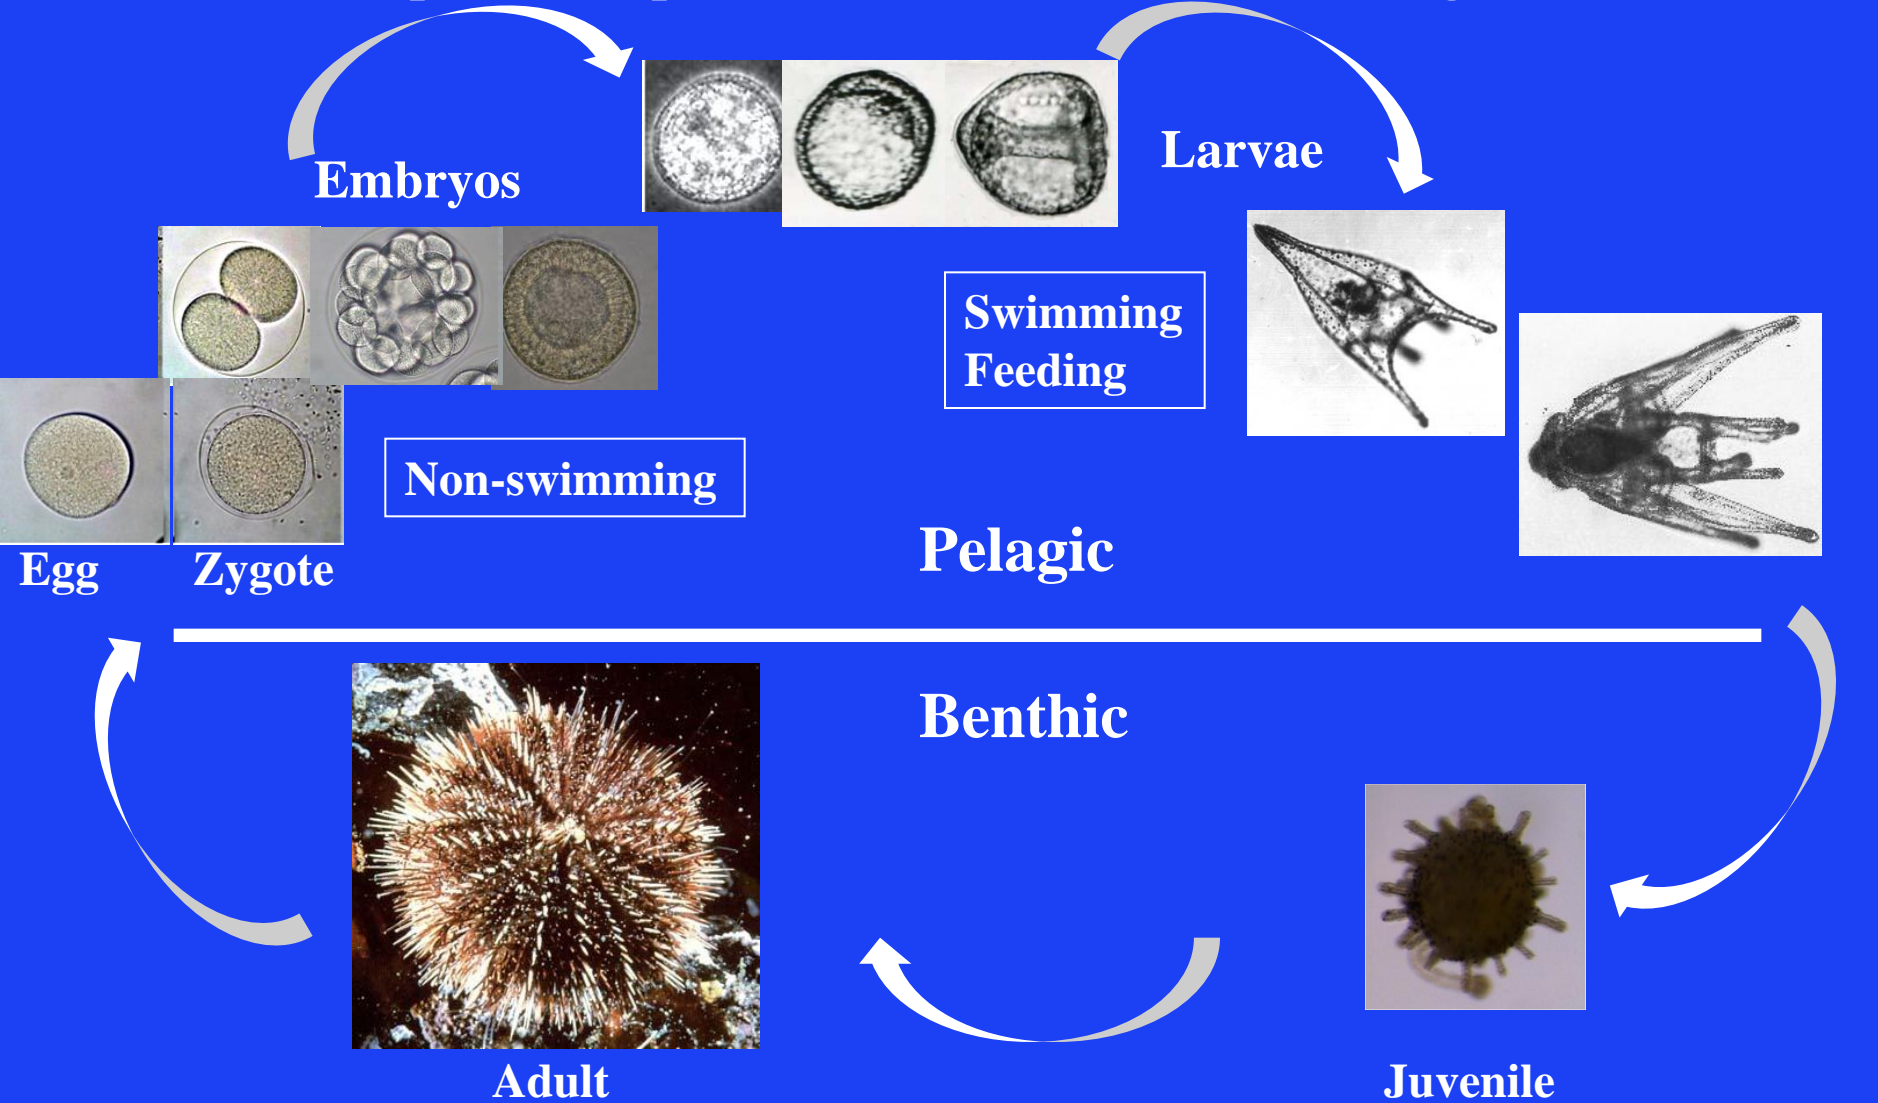 Embryos
Larvae
Swimming
Feeding
Non-swimming
Egg
Zygote
Pelagic
Benthic
Adult
Juvenile